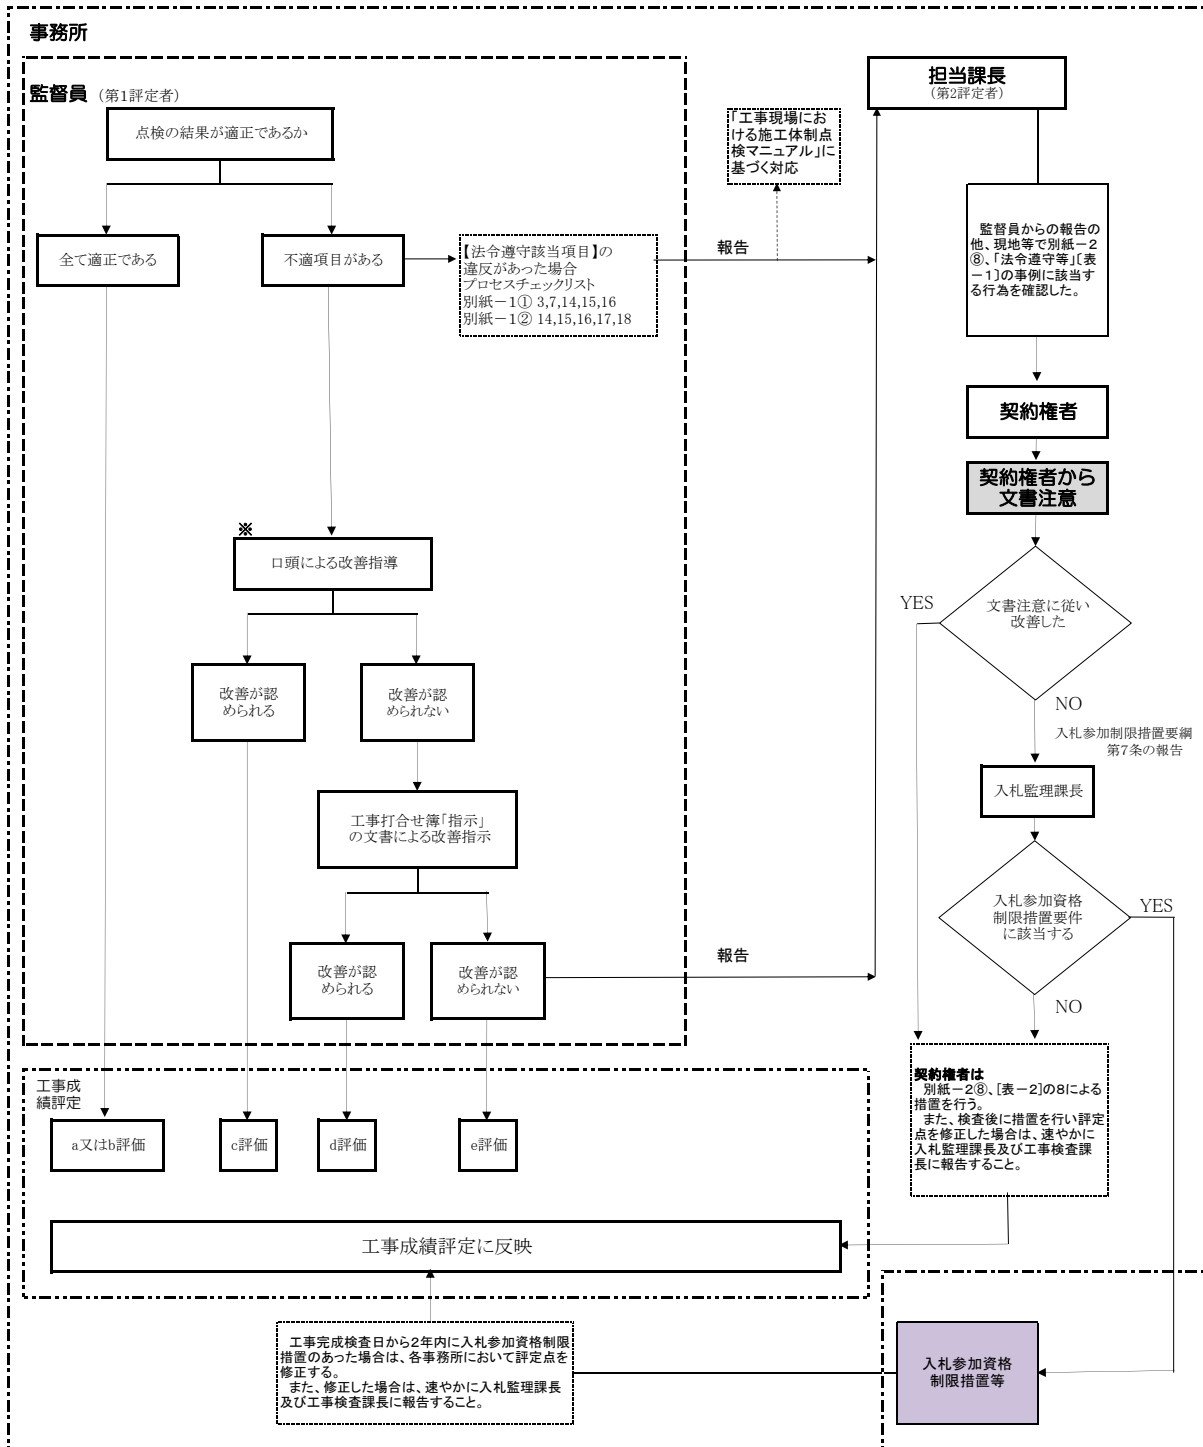 事務所
監督員（第1評定者）
点検の結果が適正であるか
全て適正である
不適項目がある
【法令遵守該当項目】の
違反があった場合
プロセスチェックリスト
別紙－1① 3,7,14,15,16
別紙－1② 14,15,16,17,18
報告
「工事現場にお
ける施工体制点
検マニュアル」に
基づく対応
担当課長
（第2評定者）
監督員からの報告の
他、現地等で別紙－2
⑧、「法令遵守等」〔表
－1〕の事例に該当す
る行為を確認した。
契約権者
契約権者から
文書注意
※
口頭による改善指導
改善が認
められる
改善が認
められない
工事打合せ簿「指示」
の文書による改善指示
改善が認
められる
改善が認
められない
報告
YES
文書注意に従い
改善した
NO
入札参加制限措置要綱
第7条の報告
入札監理課長
入札参加資格
制限措置要件
に該当する
YES
NO
契約権者は
別紙－2⑧、[表－2]の8による
措置を行う。
また、検査後に措置を行い評定
点を修正した場合は、速やかに
入札監理課長及び工事検査課
長に報告すること。
工事成
績評定
a又はb評価
c評価
d評価
e評価
工事成績評定に反映
工事完成検査日から2年内に入札参加資格制限
措置のあった場合は、各事務所において評定点を
修正する。
また、修正した場合は、速やかに入札監理課長
及び工事検査課長に報告すること。
入札参加資格
制限措置等